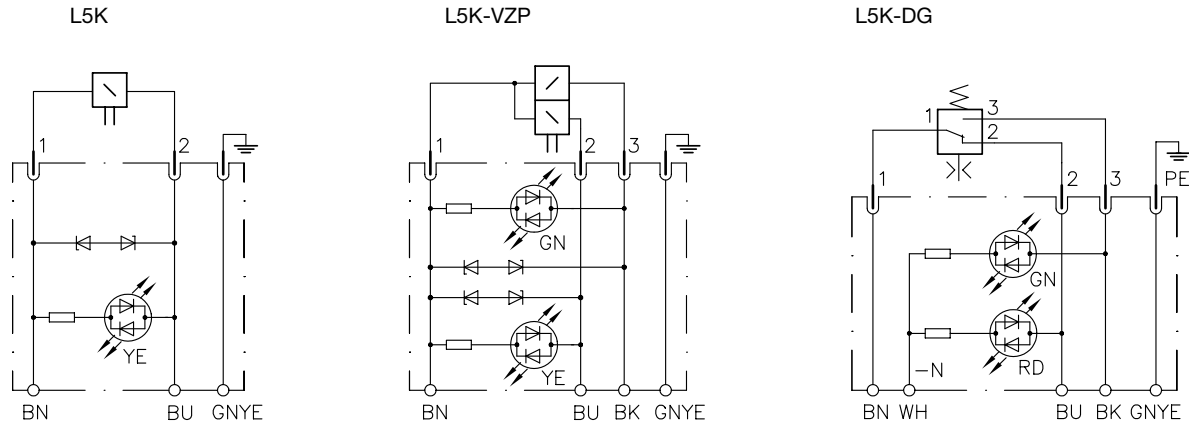 L5K
L5K-VZP
L5K-DG
1 2
YE
BN BU GNYE
1 2 3
GN
YE
BN BU BK GNYE
1 3
2
1 2 3 PE
GN
RD
-N
BN WH BU BK GNYE